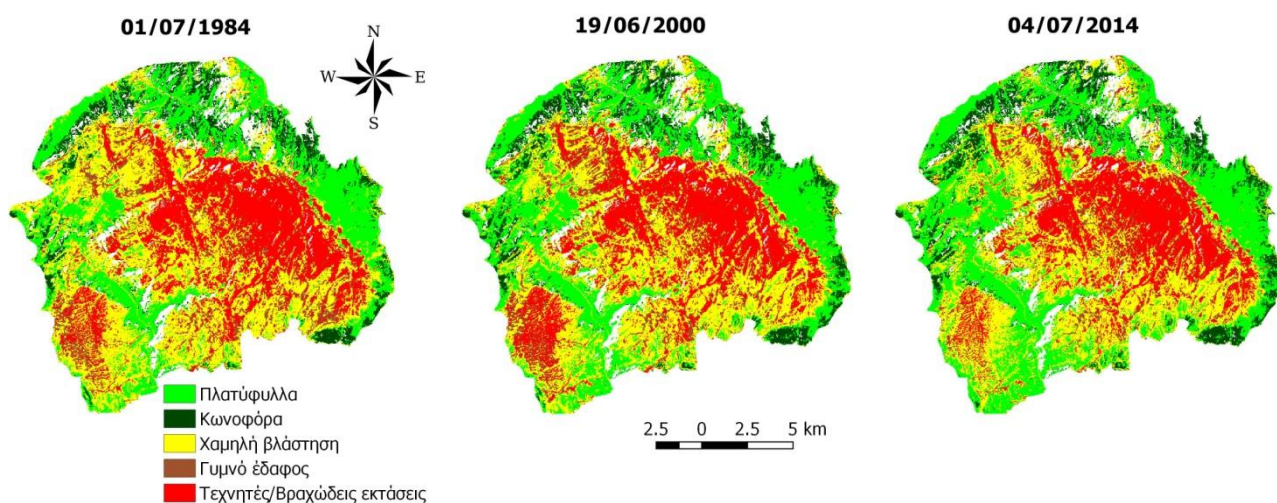 01/07/1984
19/06/2000
04/07/2014
N
W E
S
Πλατύφυλλα
Κωνοφόρα
Χαμηλή βλάστηση
Γυμνό έδαφος
Τεχνητές/Βραχώδεις εκτάσεις
2.5 0 2.5 5 km